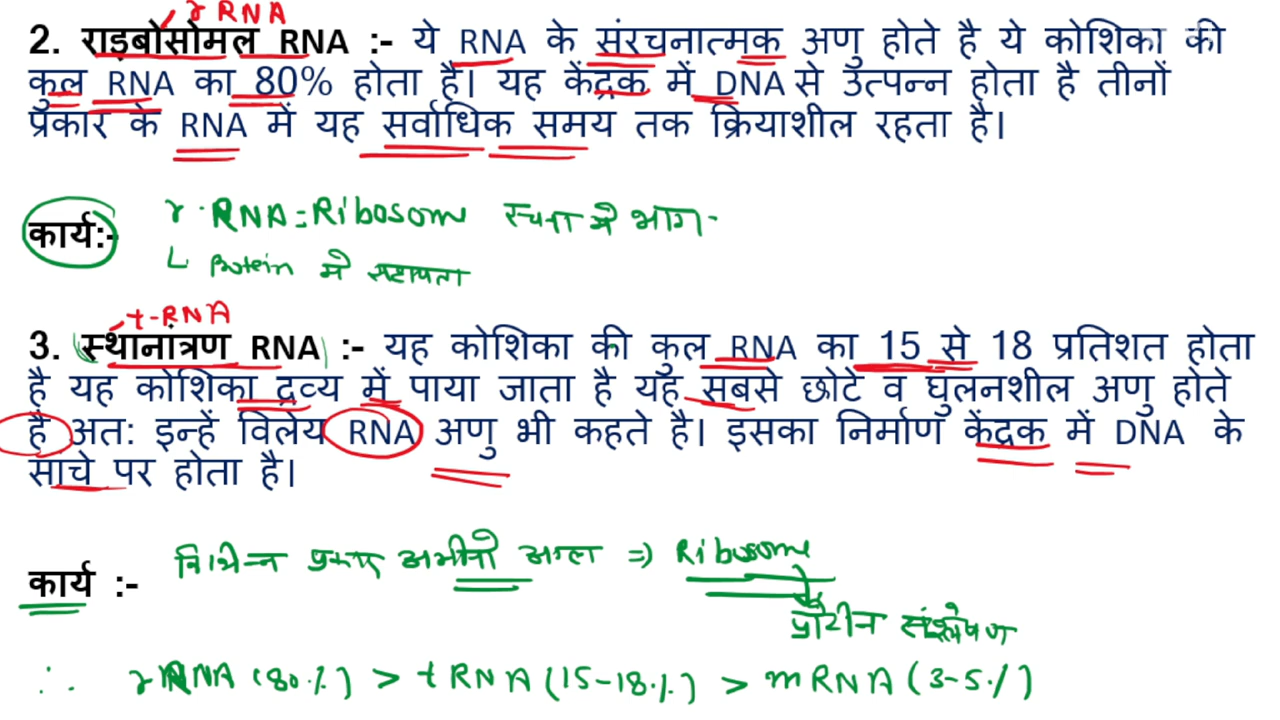 r RNA
2. राइबोसोमल RNA :- ये RNA के संरचनात्मक अणु होते है ये कोशिका की
कुल RNA का 80% होता है। यह केंद्रक में DNA से उत्पन्न होता है तीनों
प्रकार के RNA में यह सर्वाधिक समय तक क्रियाशील रहता है।
कार्य:- r. RNA = Ribosome रचना मे भाग
Protein मे सहायता
t-RNA
3. (स्थानांत्रण RNA) :- यह कोशिका की कुल RNA का 15 से 18 प्रतिशत होता
है यह कोशिका द्रव्य में पाया जाता है यह सबसे छोटे व घुलनशील अणु होते
है अत: इन्हें विलेय RNA अणु भी कहते है। इसका निर्माण केंद्रक में DNA के
साचे पर होता है।
कार्य :- विभिन्न प्रकार अमीनो अम्ल => Ribosome
प्रोटीन संश्लेषण
∴ rRNA (80%) > tRNA (15-18%) > mRNA (3-5%)